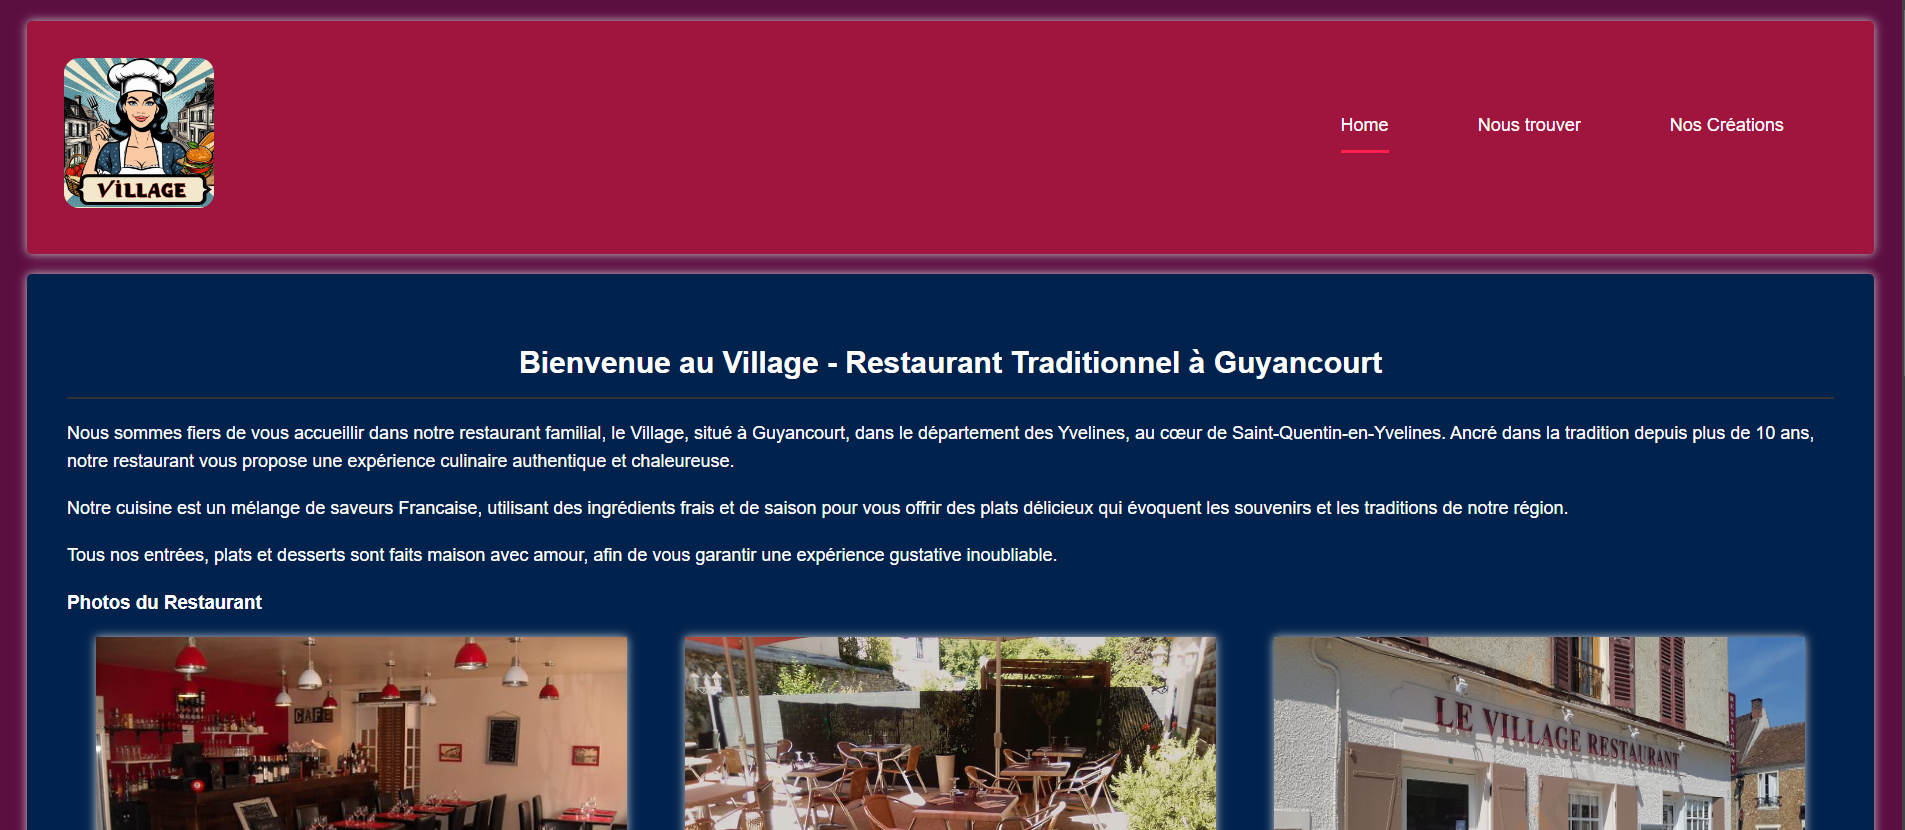 VILLAGE
Home
Nous trouver
Nos Créations
Bienvenue au Village - Restaurant Traditionnel à Guyancourt
Nous sommes fiers de vous accueillir dans notre restaurant familial, le Village, situé à Guyancourt, dans le département des Yvelines, au cœur de Saint-Quentin-en-Yvelines. Ancré dans la tradition depuis plus de 10 ans,
notre restaurant vous propose une expérience culinaire authentique et chaleureuse.
Notre cuisine est un mélange de saveurs Francaise, utilisant des ingrédients frais et de saison pour vous offrir des plats délicieux qui évoquent les souvenirs et les traditions de notre région.
Tous nos entrées, plats et desserts sont faits maison avec amour, afin de vous garantir une expérience gustative inoubliable.
Photos du Restaurant
CAFE
LE VILLAGE RESTAURANT